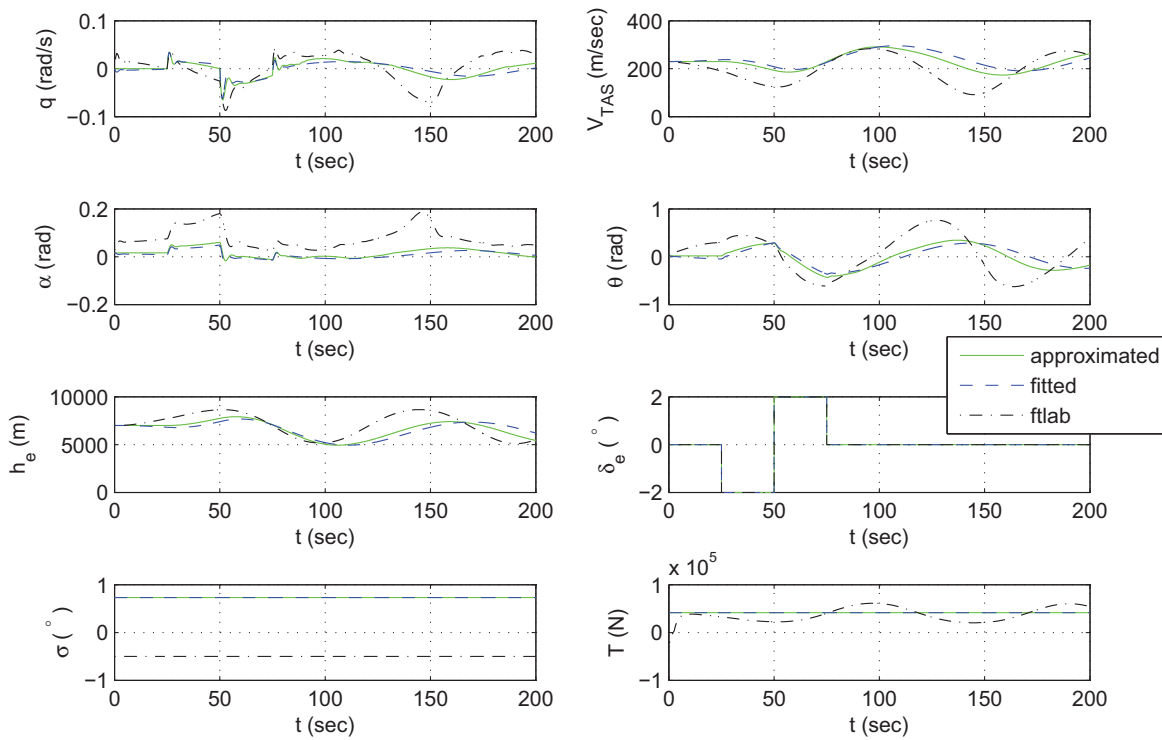 0.1
0
−0.1
q (rad/s)
0 50 100 150 200
t (sec)
400
200
0
V_TAS (m/sec)
0 50 100 150 200
t (sec)
0.2
0
−0.2
α (rad)
0 50 100 150 200
t (sec)
1
0
−1
θ (rad)
0 50 100 150 200
t (sec)
approximated
fitted
ftlab
10000
5000
0
h_e (m)
0 50 100 150 200
t (sec)
2
0
−2
δ_e (°)
0 50 100 150 200
t (sec)
1
0
−1
σ (°)
0 50 100 150 200
t (sec)
x 10^5
1
0
−1
T (N)
0 50 100 150 200
t (sec)